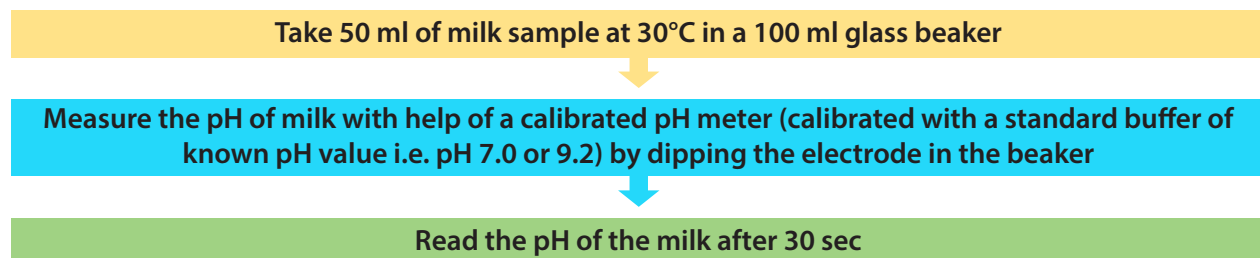 Take 50 ml of milk sample at 30°C in a 100 ml glass beaker
Measure the pH of milk with help of a calibrated pH meter (calibrated with a standard buffer of
known pH value i.e. pH 7.0 or 9.2) by dipping the electrode in the beaker
Read the pH of the milk after 30 sec